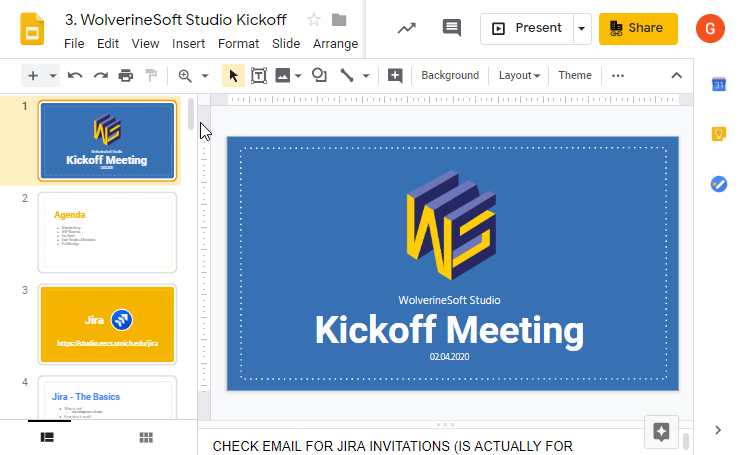 3. WolverineSoft Studio Kickoff
File Edit View Insert Format Slide Arrange
Present
Share
G
Background Layout Theme
31
1
WolverineSoft Studio
Kickoff Meeting
02.04.2020
2
Agenda
3
Jira
https://studio.eecs.umich.edu/jira
4
Jira - The Basics
WS
WolverineSoft Studio
Kickoff Meeting
02.04.2020
CHECK EMAIL FOR JIRA INVITATIONS (IS ACTUALLY FOR